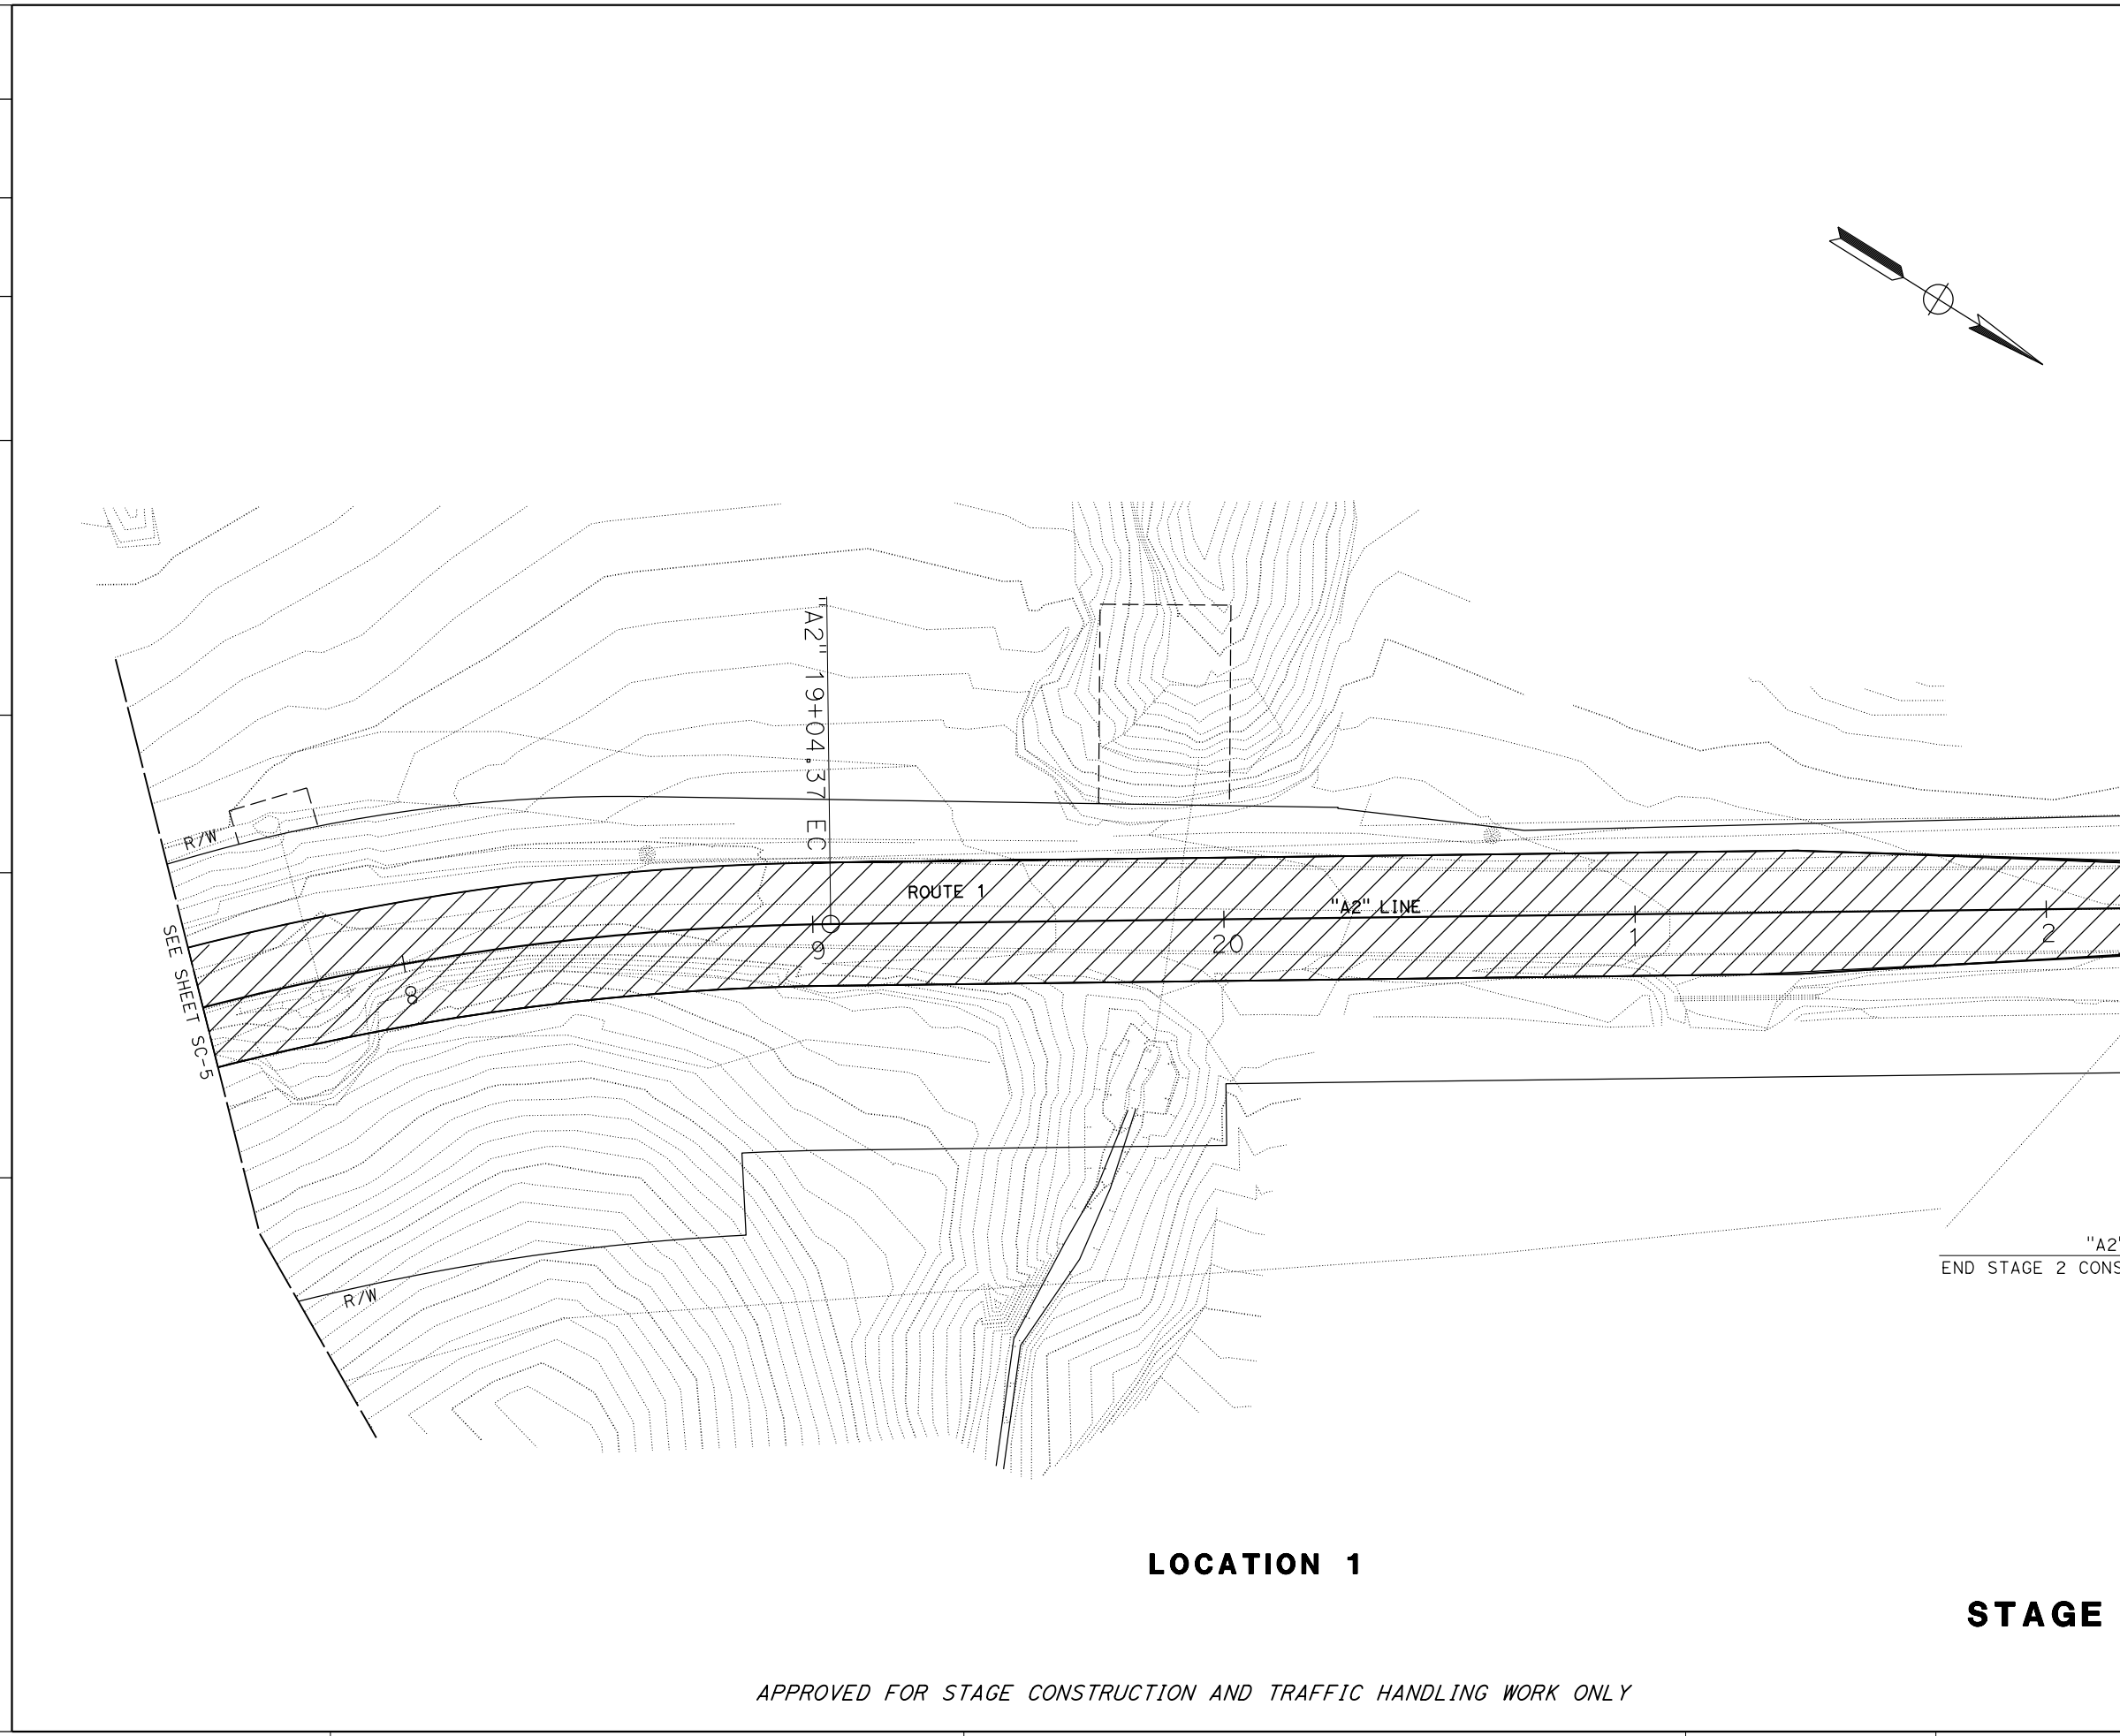 "A2" 19+04.37 EC
R/W
ROUTE 1
"A2" LINE
SEE SHEET SC-5
8
9
20
1
2
R/W
"A2"
END STAGE 2 CONS
LOCATION 1
STAGE
APPROVED FOR STAGE CONSTRUCTION AND TRAFFIC HANDLING WORK ONLY